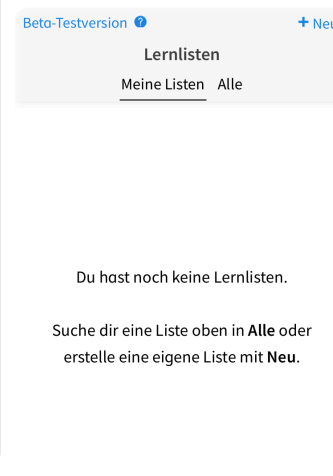 Beta-Testversion ?
+ Neu
Lernlisten
Meine Listen Alle
Du hast noch keine Lernlisten.
Suche dir eine Liste oben in Alle oder
erstelle eine eigene Liste mit Neu.